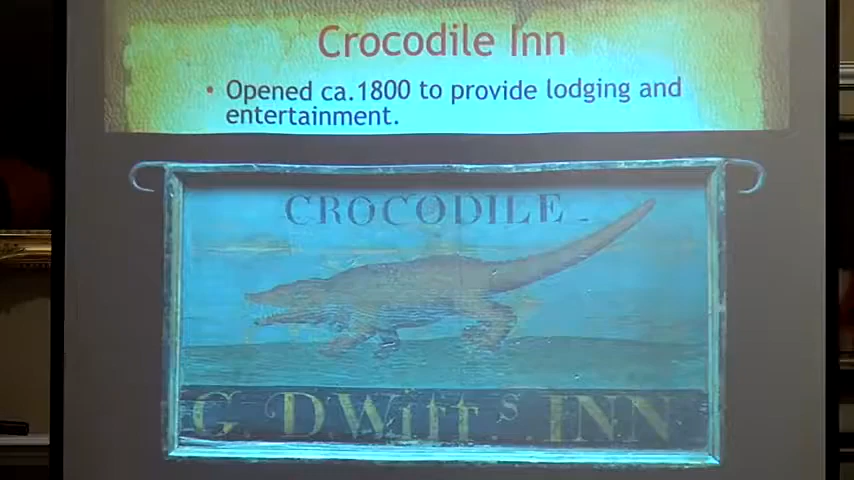 Crocodile Inn
• Opened ca.1800 to provide lodging and
entertainment.
CROCODILE
G. DWitt.s INN